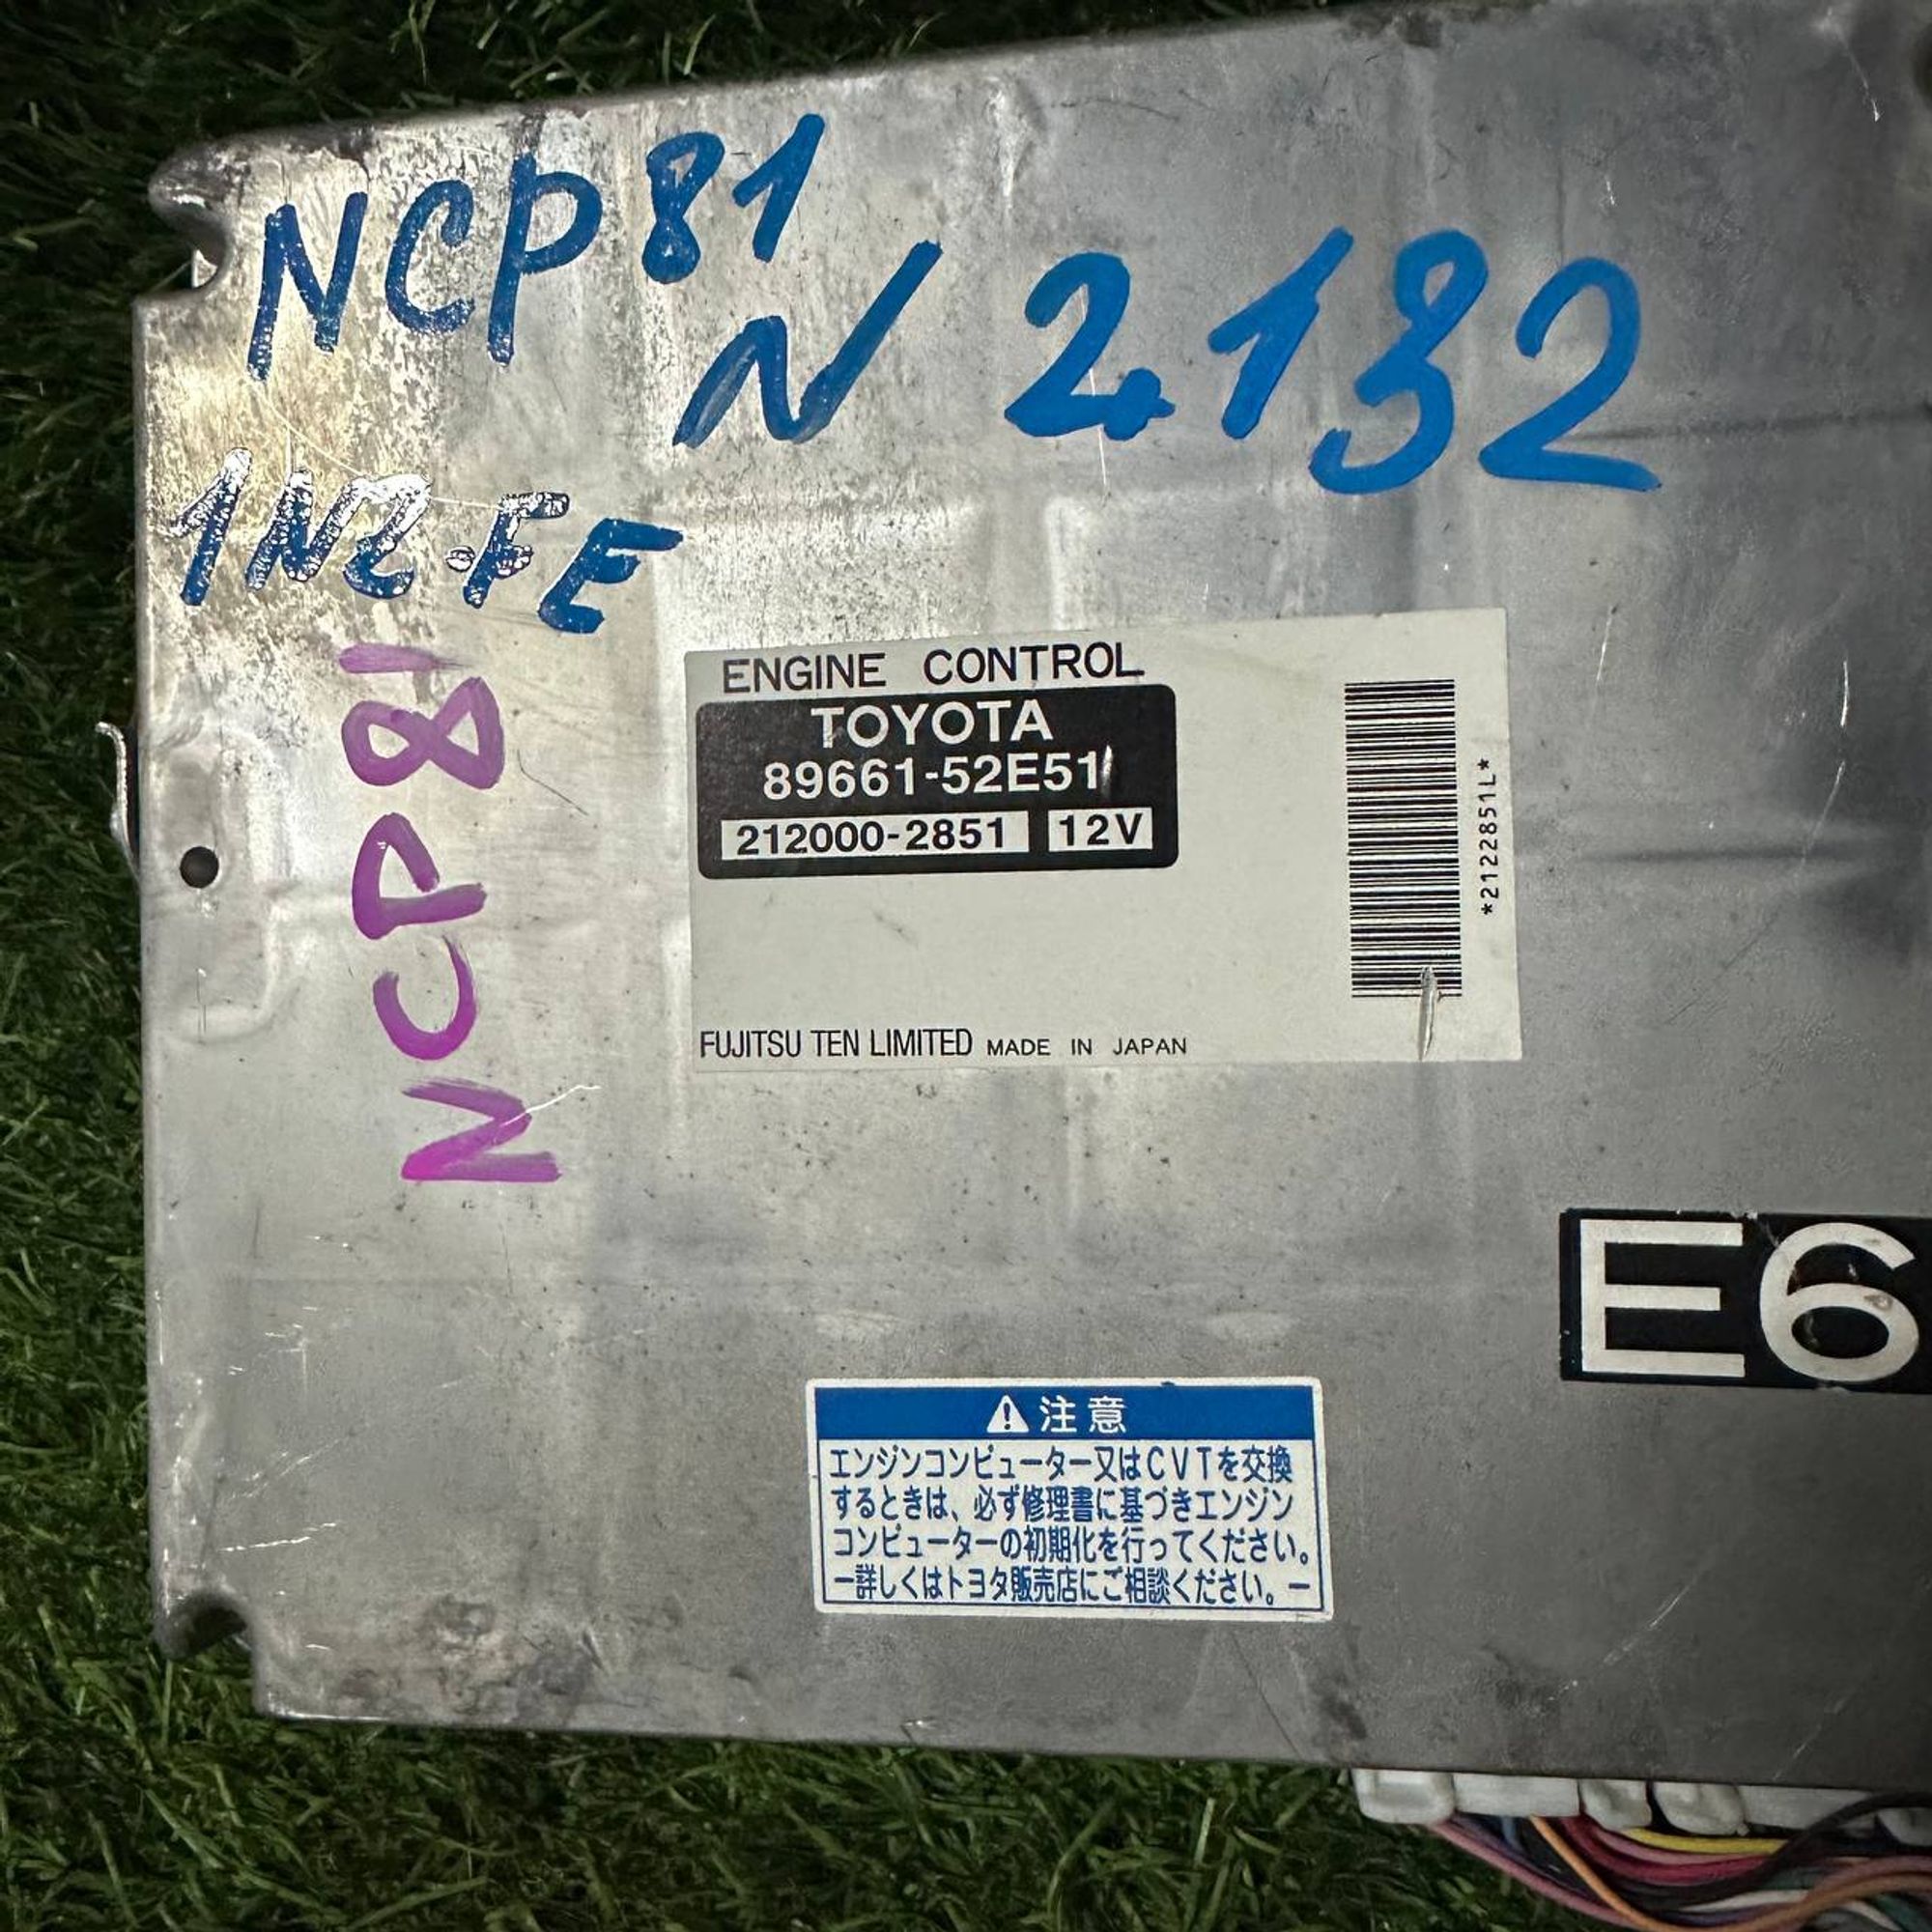 NCP81
N 2132
1NZ-FE
NCP81
ENGINE CONTROL
TOYOTA
89661-52E51
212000-2851 12V
*2122851L*
FUJITSU TEN LIMITED MADE IN JAPAN
E6
⚠注意
エンジンコンピューター又はCVTを交換
するときは、必ず修理書に基づきエンジン
コンピューターの初期化を行ってください。
ー詳しくはトヨタ販売店にご相談ください。ー